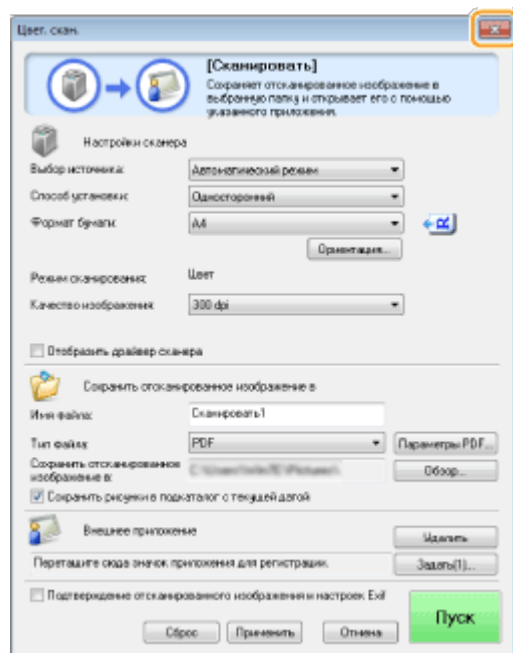 Цвет. скан.
[Сканировать]
Сохраняет отсканированное изображение в
выбранную папку и открывает его с помощью
указанного приложения.
Настройки сканера
Выбор источника: Автоматический режим
Способ установки: Односторонний
Формат бумаги: A4
Ориентация...
Режим сканирования: Цвет
Качество изображения: 300 dpi
Отобразить драйвер сканера
Сохранить отсканированное изображение в
Имя файла: Сканировать1
Тип файла: PDF Параметры PDF...
Сохранить отсканированное
изображение в: Обзор...
Сохранить рисунки в подкаталог с текущей датой
Внешнее приложение
Удалить
Перетащите сюда значок приложения для регистрации. Задать(1)...
Подтверждение отсканированного изображения и настроек Exif
Пуск
Сброс Применить Отмена